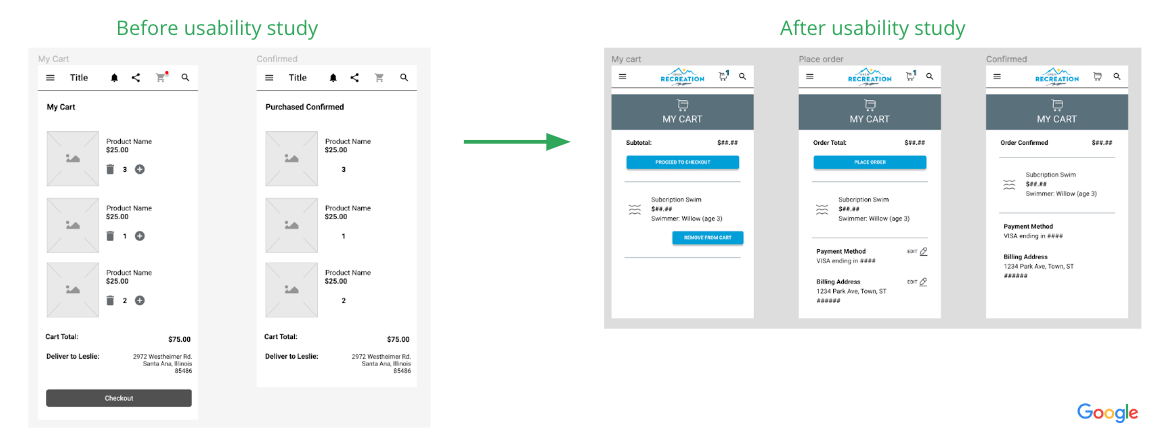 Before usability study
After usability study
My Cart
Title
My Cart
Product Name
$25.00
3
Product Name
$25.00
1
Product Name
$25.00
2
Cart Total: $75.00
Deliver to Leslie: 2972 Westheimer Rd.
Santa Ana, Illinois
85486
Checkout
Confirmed
Title
Purchased Confirmed
Product Name
$25.00
3
Product Name
$25.00
1
Product Name
$25.00
2
Cart Total: $75.00
Deliver to Leslie: 2972 Westheimer Rd.
Santa Ana, Illinois
85486
My cart
RECREATION
1
MY CART
Subtotal: $##.##
PROCEED TO CHECKOUT
Subcription Swim
$##.##
Swimmer: Willow (age 3)
REMOVE FROM CART
Place order
RECREATION
1
MY CART
Order Total: $##.##
PLACE ORDER
Subcription Swim
$##.##
Swimmer: Willow (age 3)
Payment Method EDIT
VISA ending in ####
Billing Address EDIT
1234 Park Ave, Town, ST
######
Confirmed
RECREATION
MY CART
Order Confirmed $##.##
Subcription Swim
$##.##
Swimmer: Willow (age 3)
Payment Method
VISA ending in ####
Billing Address
1234 Park Ave, Town, ST
######
Google